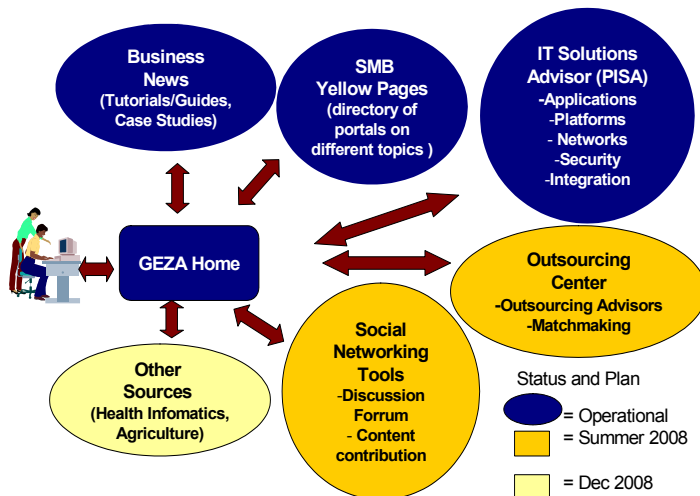 Business
News
(Tutorials/Guides,
Case Studies)
SMB
Yellow Pages
(directory of
portals on
different topics )
IT Solutions
Advisor (PISA)
-Applications
-Platforms
- Networks
-Security
-Integration
GEZA Home
Outsourcing
Center
-Outsourcing Advisors
-Matchmaking
Social
Networking
Tools
-Discussion
Forrum
- Content
contribution
Other
Sources
(Health Infomatics,
Agriculture)
Status and Plan
= Operational
= Summer 2008
= Dec 2008